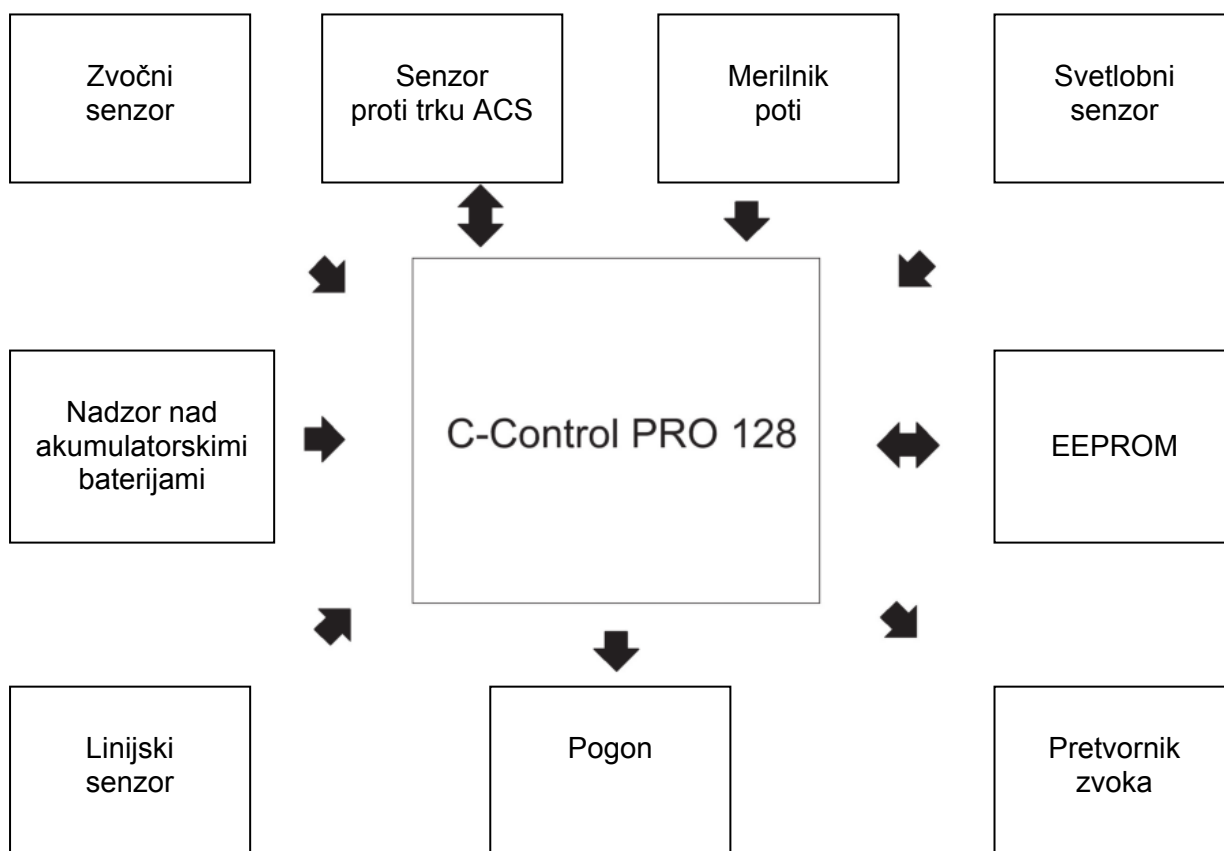 Zvočni
senzor
Senzor
proti trku ACS
Merilnik
poti
Svetlobni
senzor
Nadzor nad
akumulatorskimi
baterijami
C-Control PRO 128
EEPROM
Linijski
senzor
Pogon
Pretvornik
zvoka